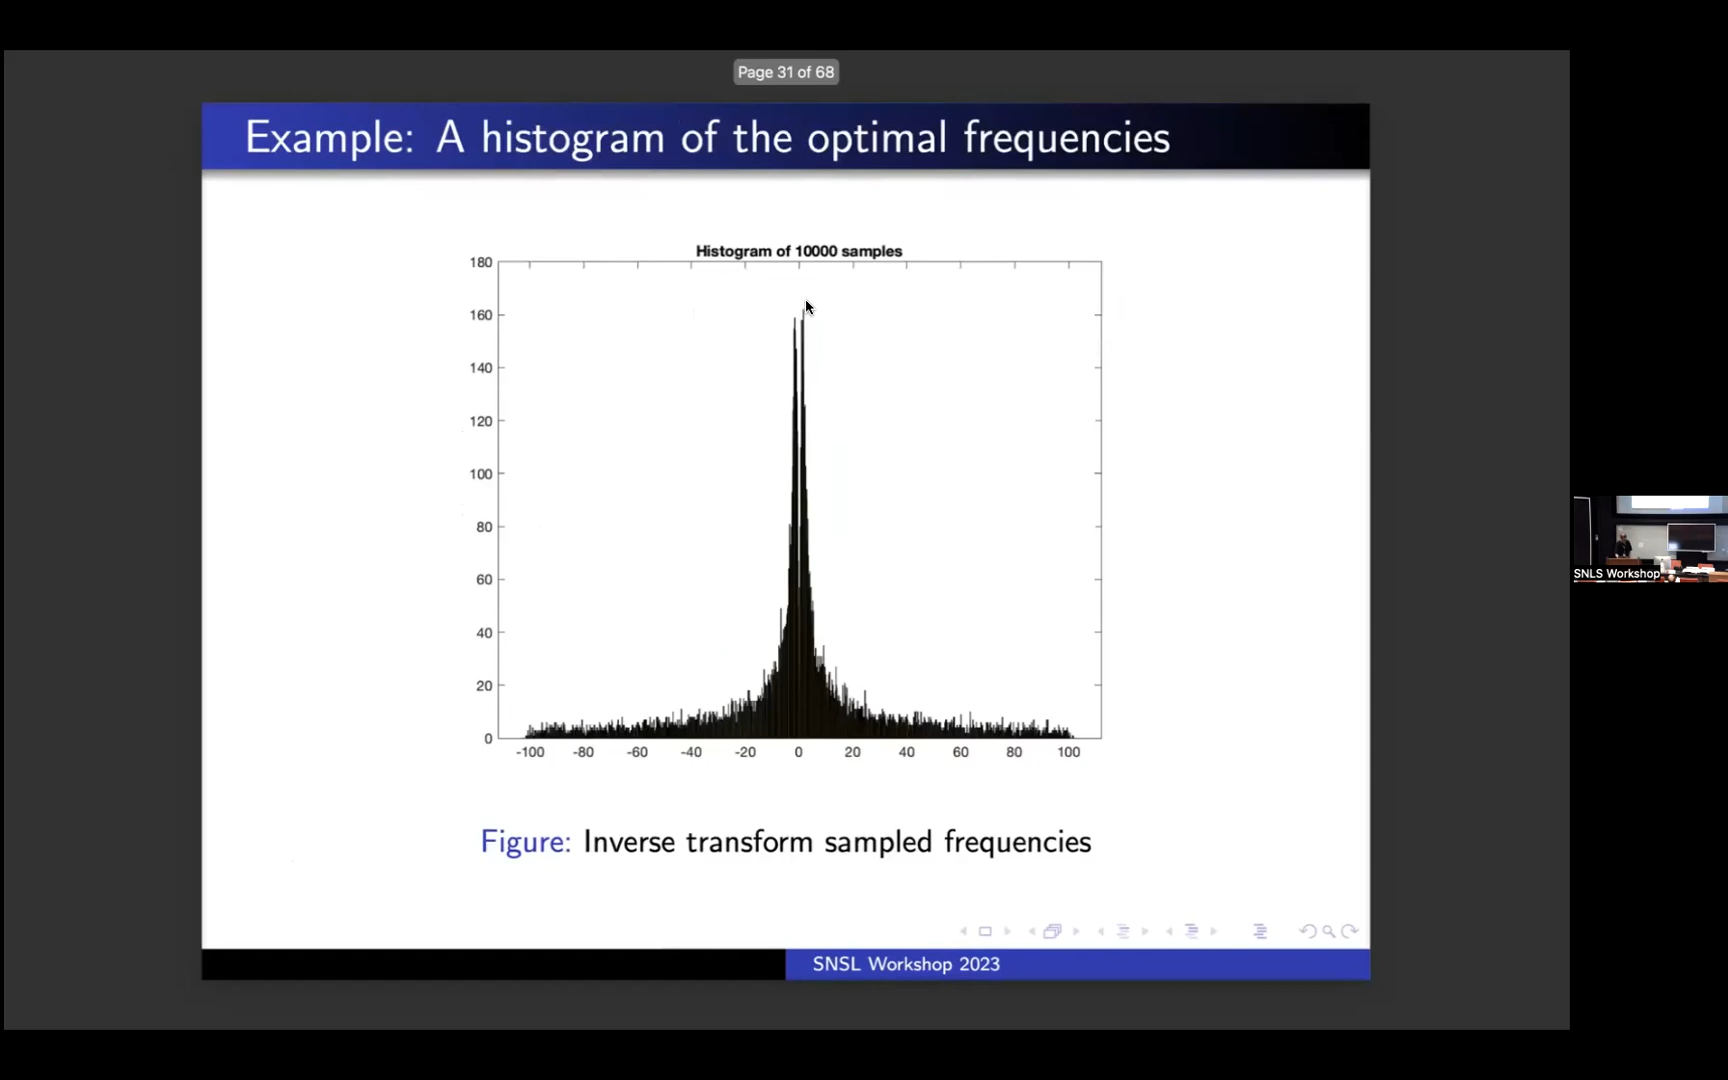 Page 31 of 68
Example: A histogram of the optimal frequencies
Histogram of 10000 samples
180
160
140
120
100
80
60
40
20
0
-100 -80 -60 -40 -20 0 20 40 60 80 100
Figure: Inverse transform sampled frequencies
SNSL Workshop 2023
SNLS Workshop